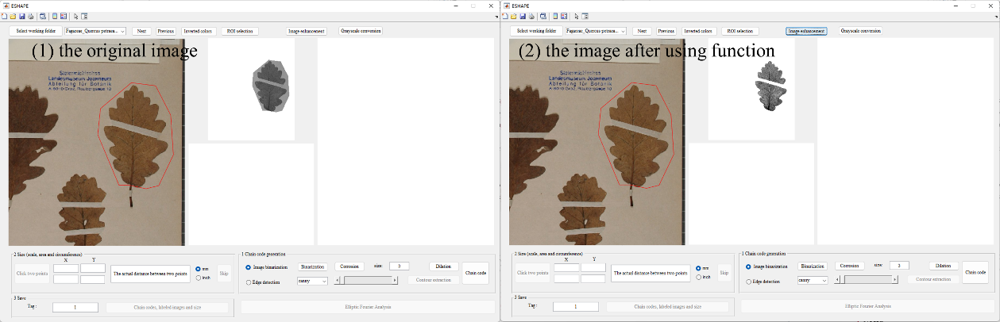 ESHAPE
Select working folder Fagaceae_Quercus petraea... Next Previous Inverted colors ROI selection Image enhancement Grayscale conversion
(1) the original image
Landesmuseum Joanneum
Abteilung für Botanik
A-8010 Graz, Raubergasse 10
2 Size (scale, area and circumference)
X Y
Click two points
The actual distance between two points
mm
inch
Skip
1 Chain code generation
Image binarization Binarization Corrosion size: 3 Dilation
Edge detection canny Contour extraction
Chain code
3 Save
Tag : 1 Chain codes, labeled images and size
Elliptic Fourier Analysis
ESHAPE
Select working folder Fagaceae_Quercus petraea... Next Previous Inverted colors ROI selection Image enhancement Grayscale conversion
(2) the image after using function
Landesmuseum Joanneum
Abteilung für Botanik
A-8010 Graz, Raubergasse 10
2 Size (scale, area and circumference)
X Y
Click two points
The actual distance between two points
mm
inch
Skip
1 Chain code generation
Image binarization Binarization Corrosion size: 3 Dilation
Edge detection canny Contour extraction
Chain code
3 Save
Tag : 1 Chain codes, labeled images and size
Elliptic Fourier Analysis